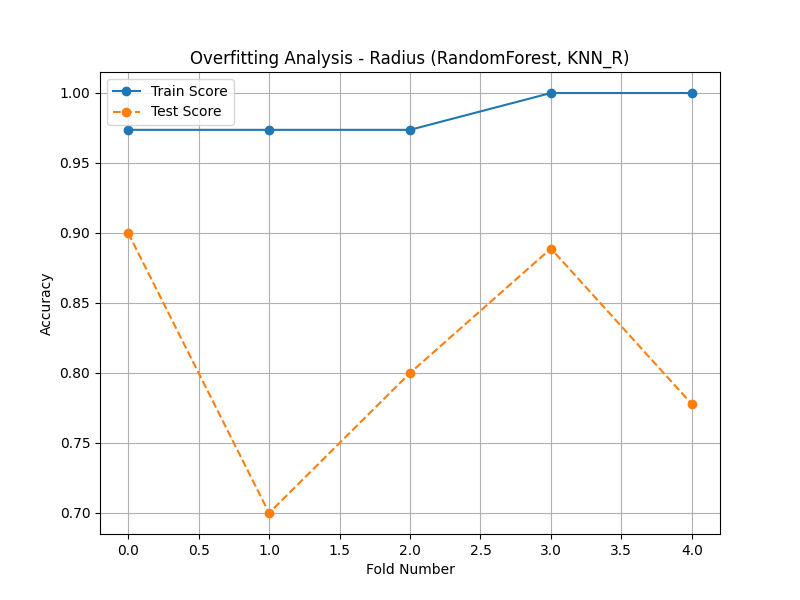 Overfitting Analysis - Radius (RandomForest, KNN_R)
Train Score
Test Score
1.00
0.95
0.90
0.85
0.80
0.75
0.70
Accuracy
0.0 0.5 1.0 1.5 2.0 2.5 3.0 3.5 4.0
Fold Number